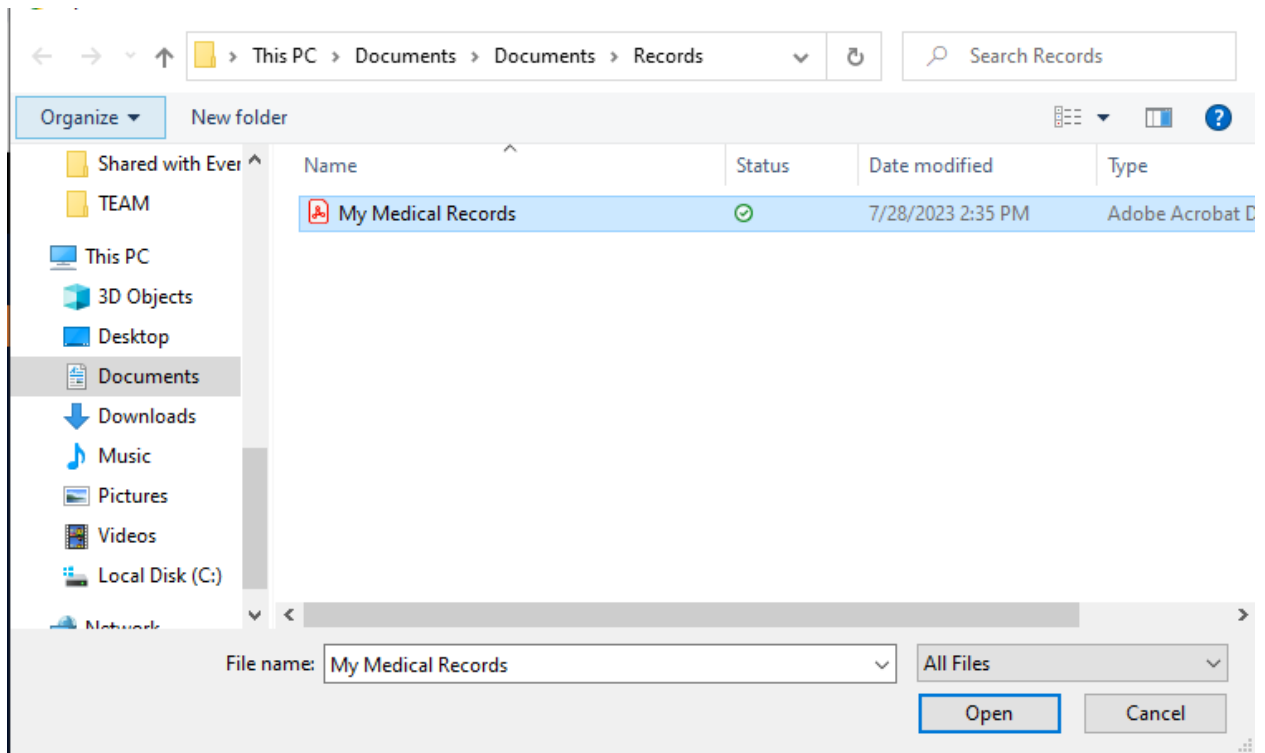 This PC > Documents > Documents > Records
Search Records
Organize
New folder
Name
Status
Date modified
Type
My Medical Records
7/28/2023 2:35 PM
Adobe Acrobat D
Shared with Ever
TEAM
This PC
3D Objects
Desktop
Documents
Downloads
Music
Pictures
Videos
Local Disk (C:)
Network
File name:
My Medical Records
All Files
Open
Cancel